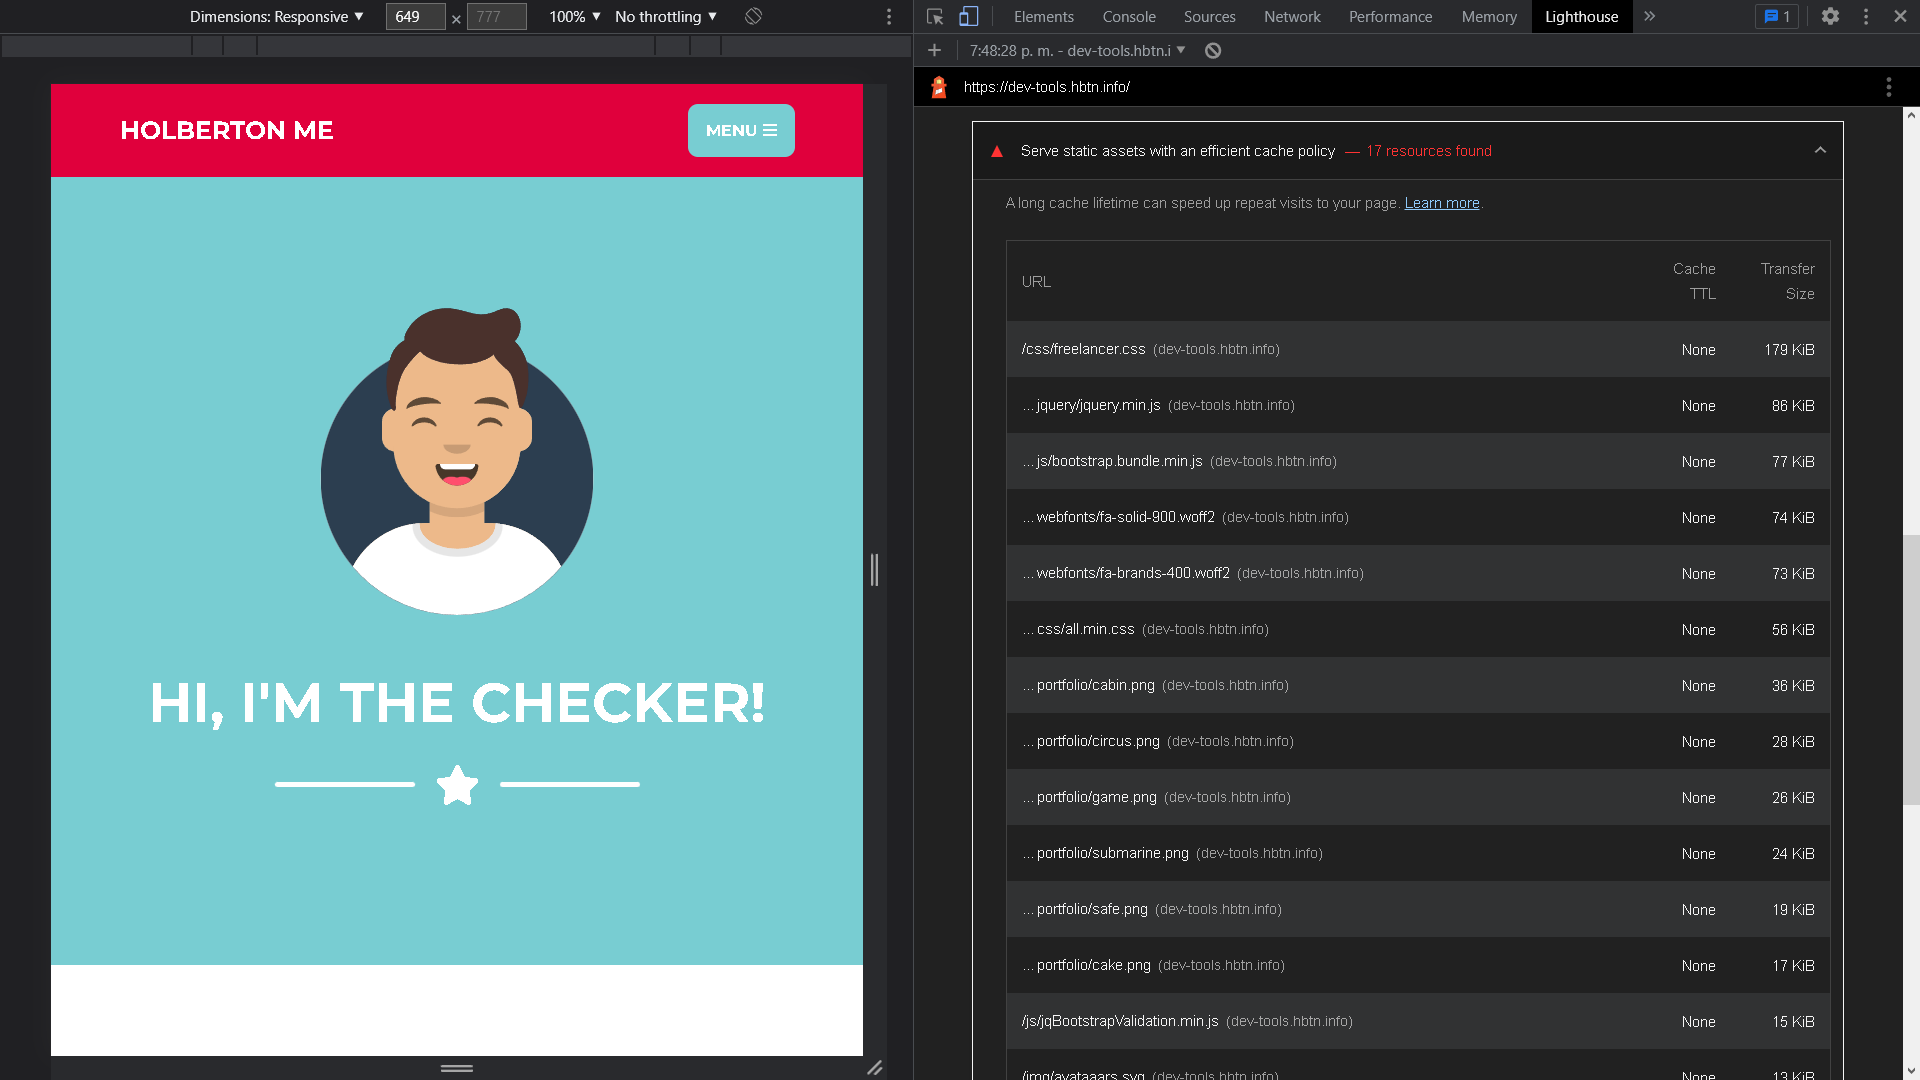 Dimensions: Responsive ▼ 649 × 777 100% ▼ No throttling ▼
Elements Console Sources Network Performance Memory Lighthouse » 1
7:48:28 p. m. - dev-tools.hbtn.i ▼
https://dev-tools.hbtn.info/
HOLBERTON ME
MENU
HI, I'M THE CHECKER!
Serve static assets with an efficient cache policy — 17 resources found
A long cache lifetime can speed up repeat visits to your page. Learn more.
URL Cache TTL Transfer Size
/css/freelancer.css (dev-tools.hbtn.info) None 179 KiB
…jquery/jquery.min.js (dev-tools.hbtn.info) None 86 KiB
…js/bootstrap.bundle.min.js (dev-tools.hbtn.info) None 77 KiB
…webfonts/fa-solid-900.woff2 (dev-tools.hbtn.info) None 74 KiB
…webfonts/fa-brands-400.woff2 (dev-tools.hbtn.info) None 73 KiB
…css/all.min.css (dev-tools.hbtn.info) None 56 KiB
…portfolio/cabin.png (dev-tools.hbtn.info) None 36 KiB
…portfolio/circus.png (dev-tools.hbtn.info) None 28 KiB
…portfolio/game.png (dev-tools.hbtn.info) None 26 KiB
…portfolio/submarine.png (dev-tools.hbtn.info) None 24 KiB
…portfolio/safe.png (dev-tools.hbtn.info) None 19 KiB
…portfolio/cake.png (dev-tools.hbtn.info) None 17 KiB
/js/jqBootstrapValidation.min.js (dev-tools.hbtn.info) None 15 KiB
/img/avataaars.svg (dev-tools.hbtn.info) None 13 KiB